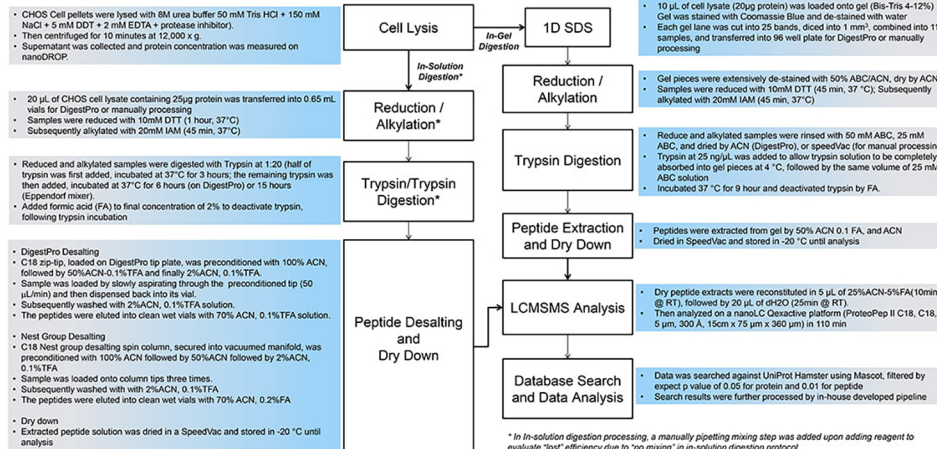 CHOS Cell pellets were lysed with 8M urea buffer 50 mM Tris HCl + 150 mM
NaCl + 5 mM DDT + 2 mM EDTA + protease inhibitor).
Then centrifuged for 10 minutes at 12,000 x g.
Supernatant was collected and protein concentration was measured on
nanoDROP.
Cell Lysis
In-Gel
Digestion
1D SDS
10 µL of cell lysate (20µg protein) was loaded onto gel (Bis-Tris 4-12%)
Gel was stained with Coomassie Blue and de-stained with water
Each gel lane was cut into 25 bands, diced into 1 mm³, combined into
samples, and transferred into 96 well plate for DigestPro or manually
processing
In-Solution
Digestion*
20 µL of CHOS cell lysate containing 25µg protein was transferred into 0.65 mL
vials for DigestPro or manually processing
Samples were reduced with 10mM DTT (1 hour, 37°C)
Subsequently alkylated with 20mM IAM (45 min, 37°C)
Reduction /
Alkylation*
Reduction /
Alkylation
Gel pieces were extensively de-stained with 50% ABC/ACN, dry by ACN
Samples were reduced with 10mM DTT (45 min, 37 °C); Subsequently
alkylated with 20mM IAM (45 min, 37°C)
Reduced and alkylated samples were digested with Trypsin at 1:20 (half of
trypsin was first added, incubated at 37°C for 3 hours; the remaining trypsin was
then added, incubated at 37°C for 6 hours (on DigestPro) or 15 hours
(Eppendorf mixer).
Added formic acid (FA) to final concentration of 2% to deactivate trypsin,
following trypsin incubation
Trypsin/Trypsin
Digestion*
Trypsin Digestion
Reduce and alkylated samples were rinsed with 50 mM ABC, 25 mM
ABC, and dried by ACN (DigestPro), or speedVac (for manual processing
Trypsin at 25 ng/µL was added to allow trypsin solution to be completely
absorbed into gel pieces at 4 °C, followed by the same volume of 25 mM
ABC solution
Incubated 37 °C for 9 hour and deactivated trypsin by FA.
Peptide Extraction
and Dry Down
Peptides were extracted from gel by 50% ACN 0.1 FA, and ACN
Dried in SpeedVac and stored in -20 °C until analysis
DigestPro Desalting
C18 zip-tip, loaded on DigestPro tip plate, was preconditioned with 100% ACN,
followed by 50%ACN-0.1%TFA and finally 2%ACN, 0.1%TFA.
Sample was loaded by slowly aspirating through the preconditioned tip (50
µL/min) and then dispensed back into its vial.
Subsequently washed with 2%ACN, 0.1%TFA solution.
The peptides were eluted into clean wet vials with 70% ACN, 0.1%TFA solution.
Nest Group Desalting
C18 Nest group desalting spin column, secured into vacuumed manifold, was
preconditioned with 100% ACN followed by 50%ACN followed by 2%ACN,
0.1%TFA
Sample was loaded onto column tips three times.
Subsequently washed with with 2%ACN, 0.1%TFA
The peptides were eluted into clean wet vials with 70% ACN, 0.2%FA
Dry down
Extracted peptide solution was dried in a SpeedVac and stored in -20 °C until
analysis
Peptide Desalting
and
Dry Down
LCMSMS Analysis
Dry peptide extracts were reconstituted in 5 µL of 25%ACN-5%FA(10min
@ RT), followed by 20 µL of dH2O (25min @ RT).
Then analyzed on a nanoLC Qexactive platform (ProteoPep II C18, C18,
5 µm, 300 Å, 15cm x 75 µm x 360 µm) in 110 min
Database Search
and Data Analysis
Data was searched against UniProt Hamster using Mascot, filtered by
expect p value of 0.05 for protein and 0.01 for peptide
Search results were further processed by in-house developed pipeline
* In In-solution digestion processing, a manually pipetting mixing step was added upon adding reagent to
evaluate "lost" efficiency due to "no mixing" in in-solution digestion protocol